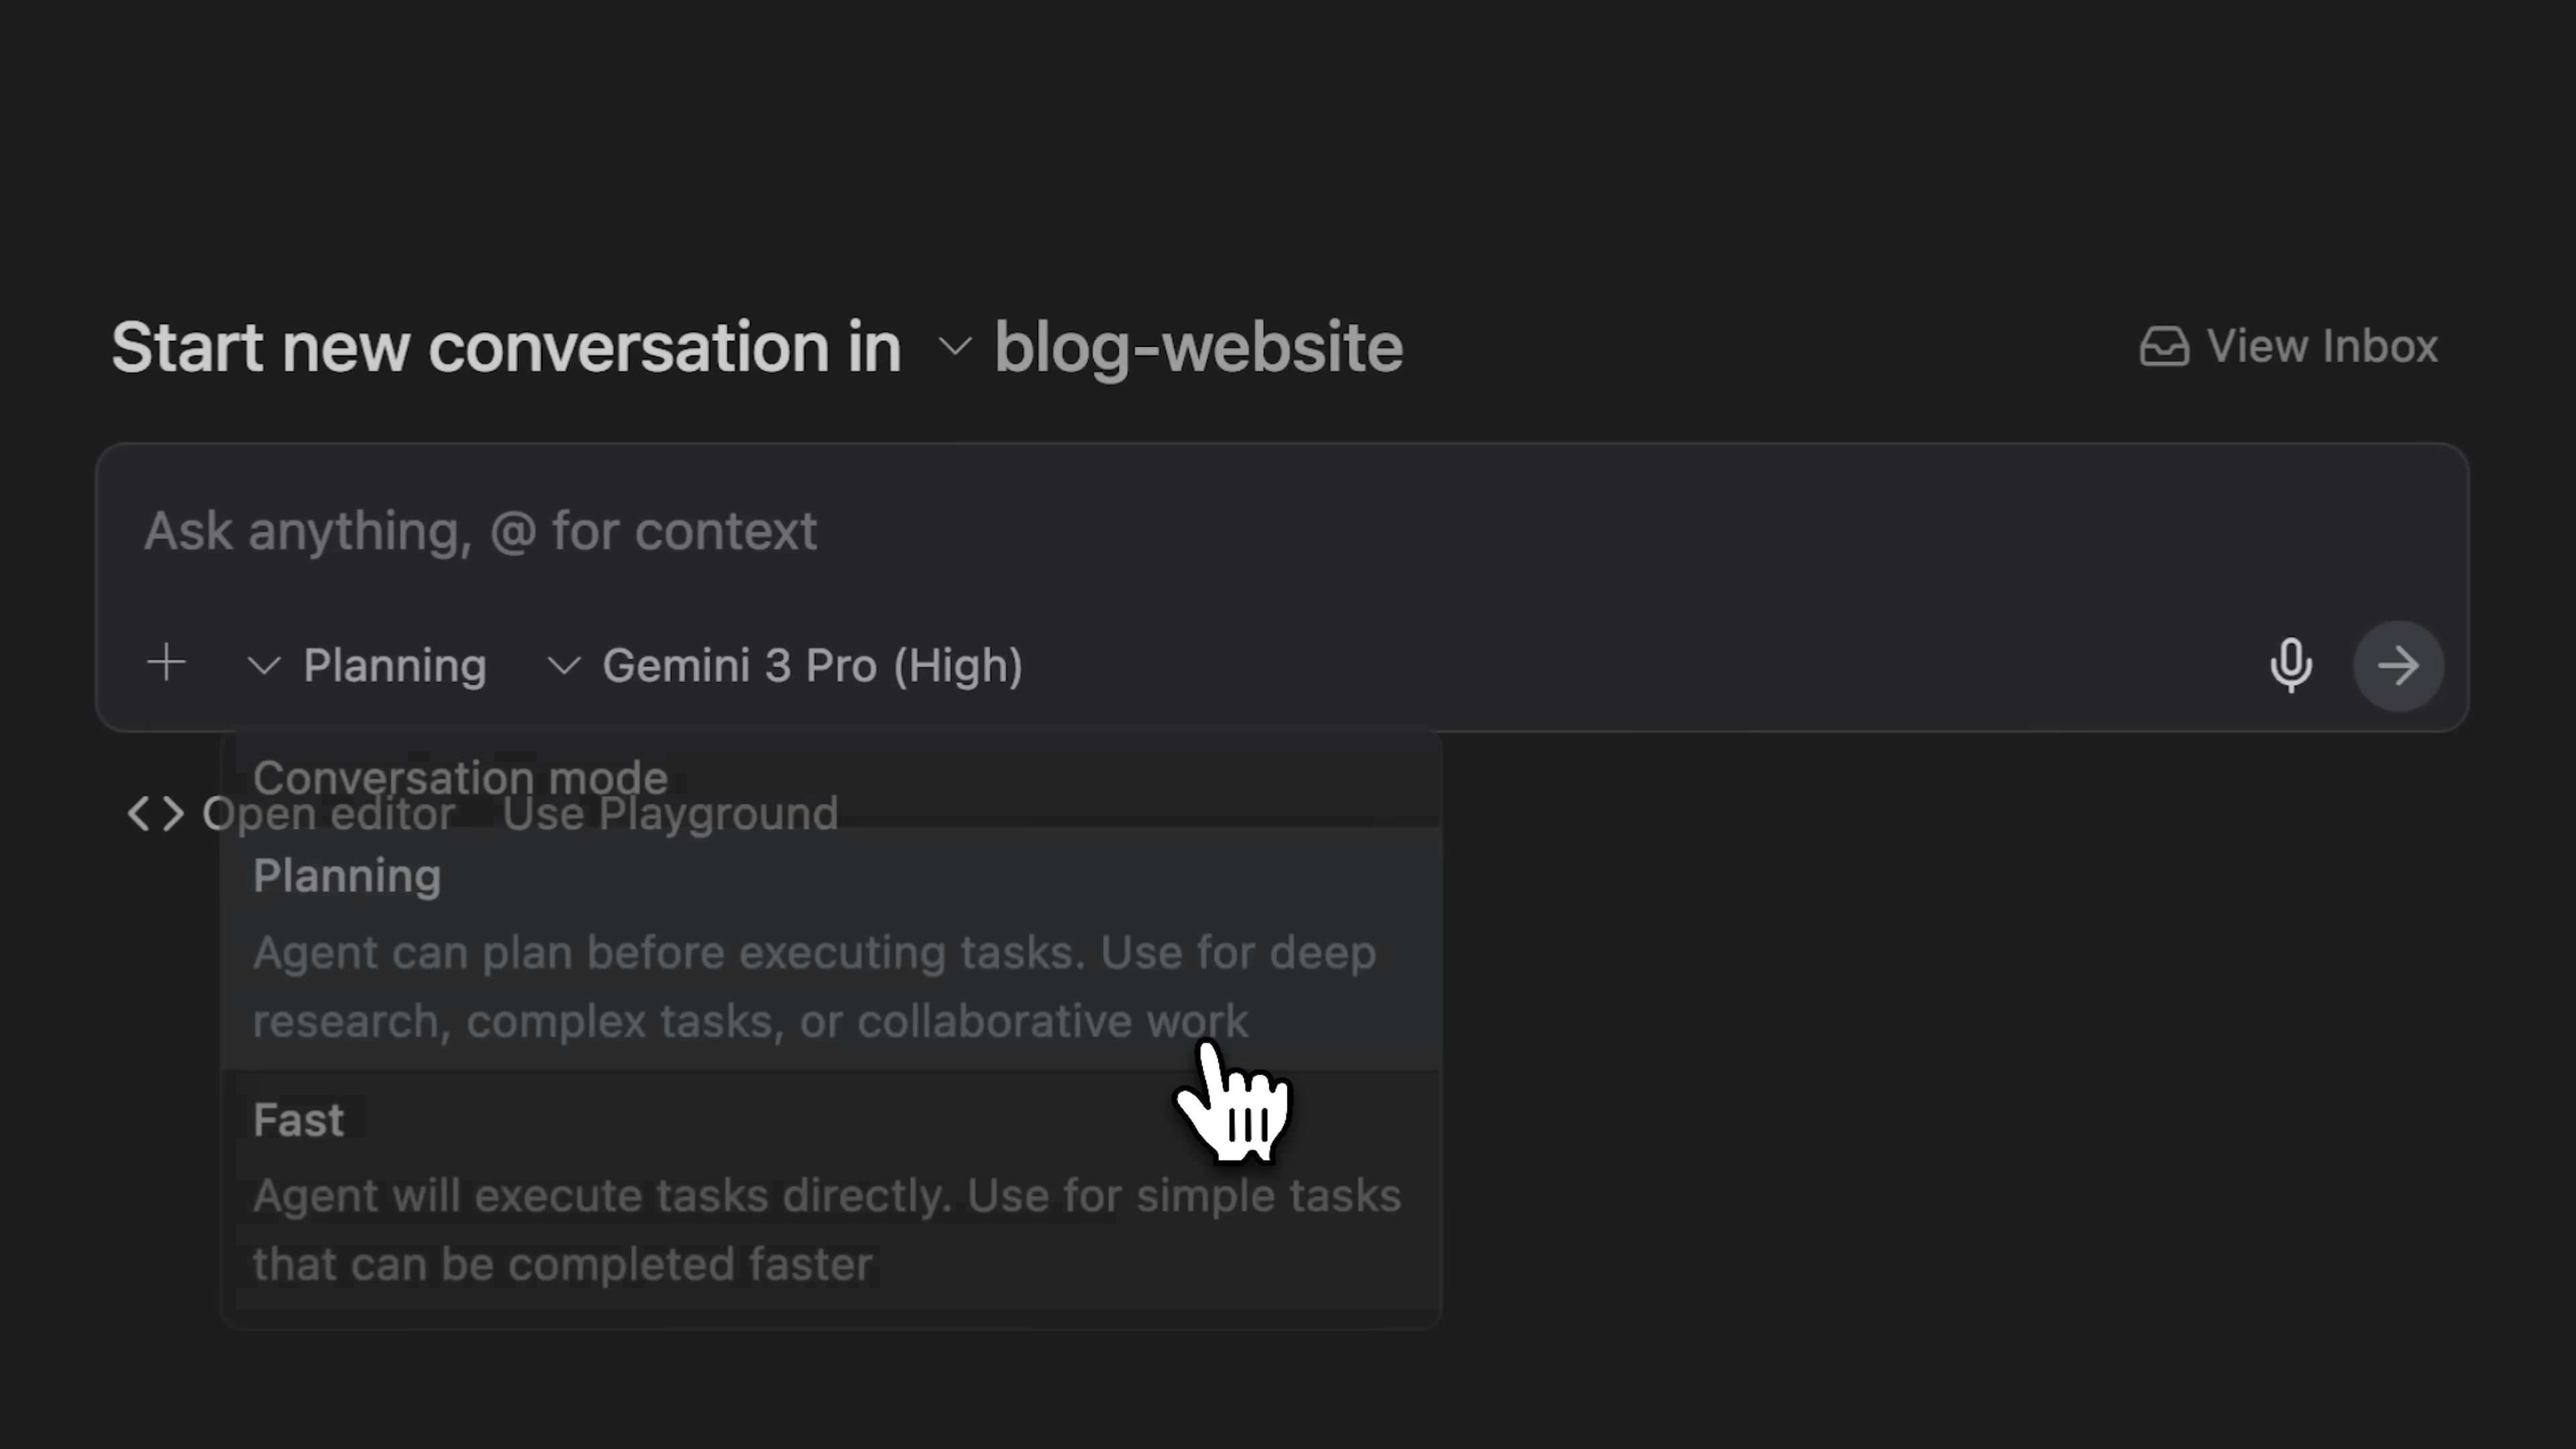 Start new conversation in blog-website
View Inbox
Ask anything, @ for context
Planning Gemini 3 Pro (High)
Conversation mode
Open editor Use Playground
Planning
Agent can plan before executing tasks. Use for deep
research, complex tasks, or collaborative work
Fast
Agent will execute tasks directly. Use for simple tasks
that can be completed faster